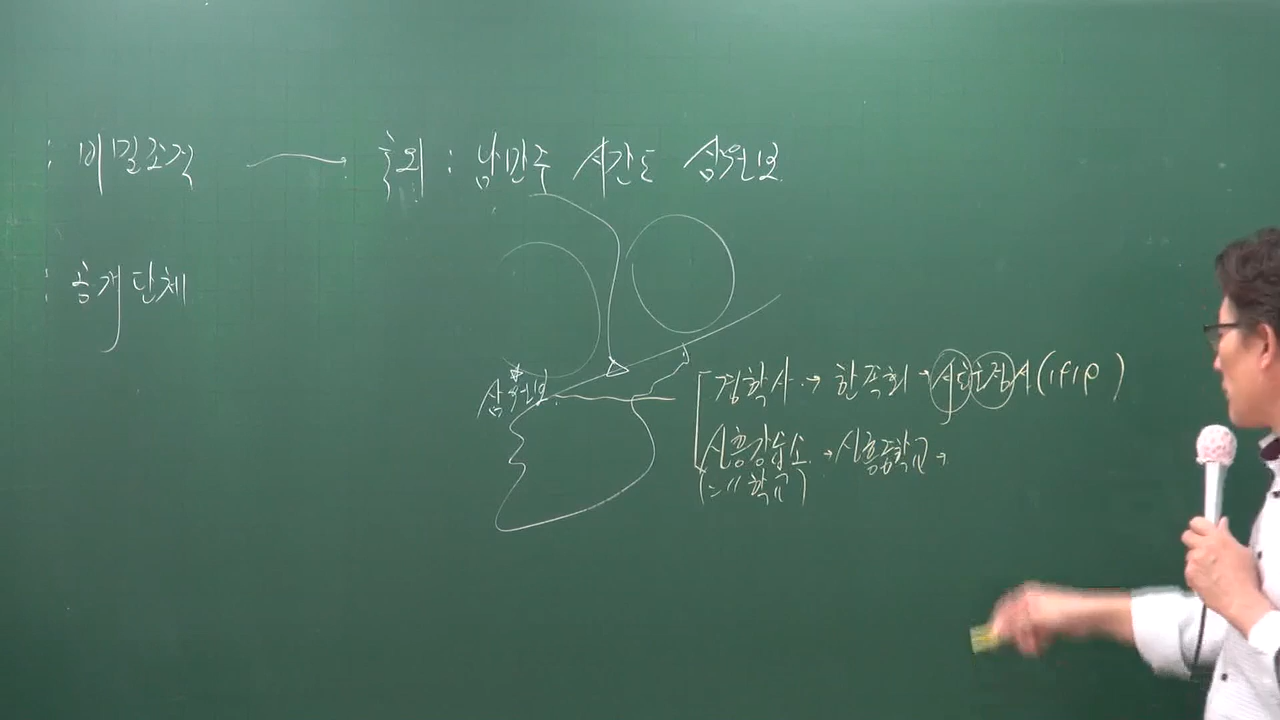 : 비밀조직 → 국외 : 남만주 서간도 삼원보
: 공개단체
삼원보
경학사 → 한족회 → 서로군정서 (1919)
신흥강습소 → 신흥중학교 →
(= 〃 학교)